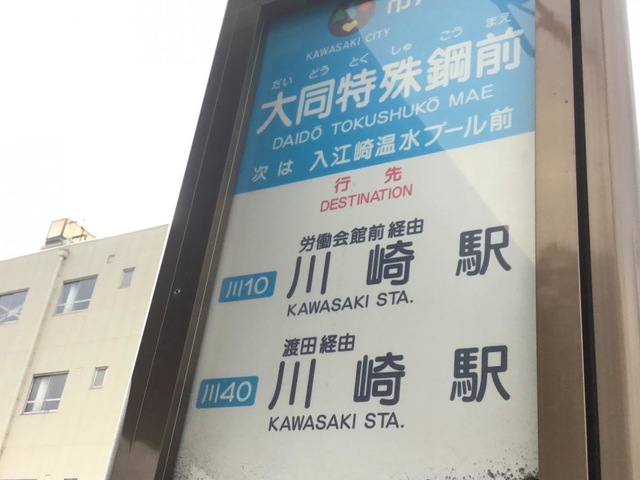 市
KAWASAKI CITY
だいどうとくしゅこうまえ
大同特殊鋼前
DAIDŌ TOKUSHUKŌ MAE
次は 入江崎温水プール前
行先
DESTINATION
労働会館前経由
川10 川崎駅
KAWASAKI STA.
渡田経由
川40 川崎駅
KAWASAKI STA.